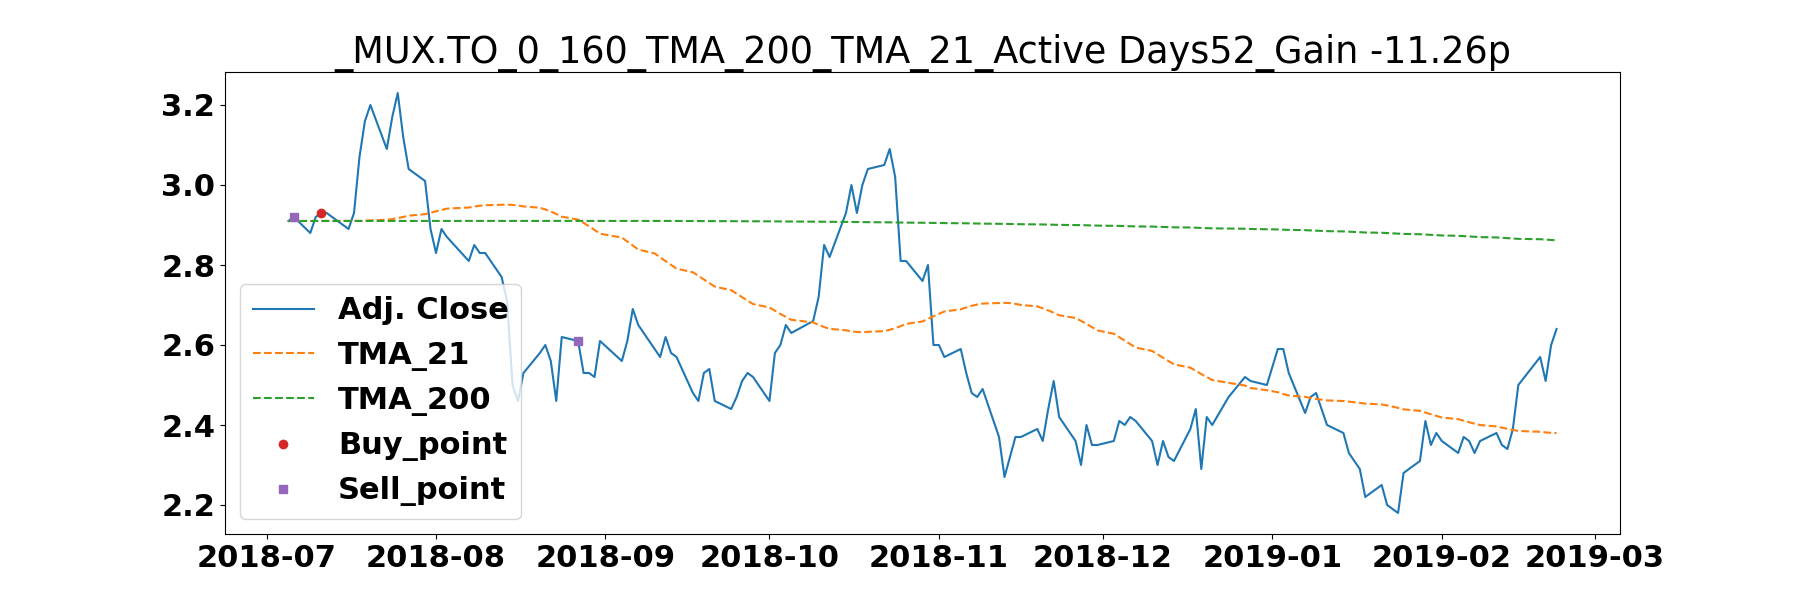 _MUX.TO_0_160_TMA_200_TMA_21_Active Days52_Gain -11.26p
3.2
3.0
2.8
2.6
2.4
2.2
Adj. Close
TMA_21
TMA_200
Buy_point
Sell_point
2018-07 2018-08 2018-09 2018-10 2018-11 2018-12 2019-01 2019-02 2019-03